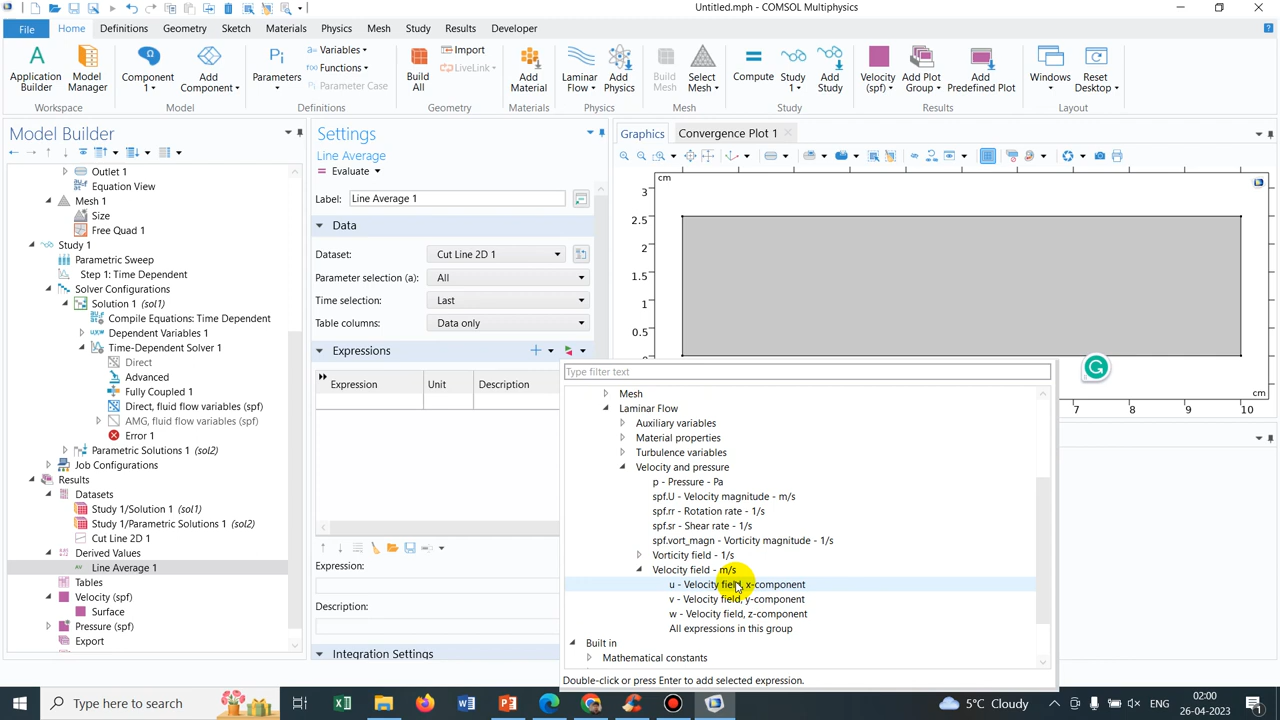 Untitled.mph - COMSOL Multiphysics
File Home Definitions Geometry Sketch Materials Physics Mesh Study Results Developer
Application Builder
Model Manager
Workspace
Component 1
Add Component
Model
Pi
Parameters
a= Variables
f(x) Functions
Parameter Case
Definitions
Build All
Import
LiveLink
Geometry
Add Material
Materials
Laminar Flow
Add Physics
Physics
Build Mesh
Select Mesh
Mesh
Compute
Study 1
Add Study
Study
Velocity (spf)
Add Plot Group
Add Predefined Plot
Results
Windows
Reset Desktop
Layout
Model Builder
Outlet 1
Equation View
Mesh 1
Size
Free Quad 1
Study 1
Parametric Sweep
Step 1: Time Dependent
Solver Configurations
Solution 1 (sol1)
Compile Equations: Time Dependent
Dependent Variables 1
Time-Dependent Solver 1
Direct
Advanced
Fully Coupled 1
Direct, fluid flow variables (spf)
AMG, fluid flow variables (spf)
Error 1
Parametric Solutions 1 (sol2)
Job Configurations
Results
Datasets
Study 1/Solution 1 (sol1)
Study 1/Parametric Solutions 1 (sol2)
Cut Line 2D 1
Derived Values
Line Average 1
Tables
Velocity (spf)
Surface
Pressure (spf)
Export
Settings
Line Average
= Evaluate
Label: Line Average 1
Data
Dataset: Cut Line 2D 1
Parameter selection (a): All
Time selection: Last
Table columns: Data only
Expressions
Expression Unit Description
Expression:
Description:
Integration Settings
Graphics Convergence Plot 1
cm
3
2.5
2
1.5
1
0.5
7 8 9 10
cm
Type filter text
Mesh
Laminar Flow
Auxiliary variables
Material properties
Turbulence variables
Velocity and pressure
p - Pressure - Pa
spf.U - Velocity magnitude - m/s
spf.rr - Rotation rate - 1/s
spf.sr - Shear rate - 1/s
spf.vort_magn - Vorticity magnitude - 1/s
Vorticity field - 1/s
Velocity field - m/s
u - Velocity field, x-component
v - Velocity field, y-component
w - Velocity field, z-component
All expressions in this group
Built in
Mathematical constants
Double-click or press Enter to add selected expression.
Type here to search
5°C Cloudy
ENG
02:00
26-04-2023